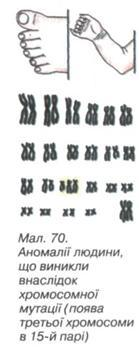 Мал. 70.
Аномалії людини,
що виникли
внаслідок
хромосомної
мутації (поява
третьої хромосоми
в 15-й парі)